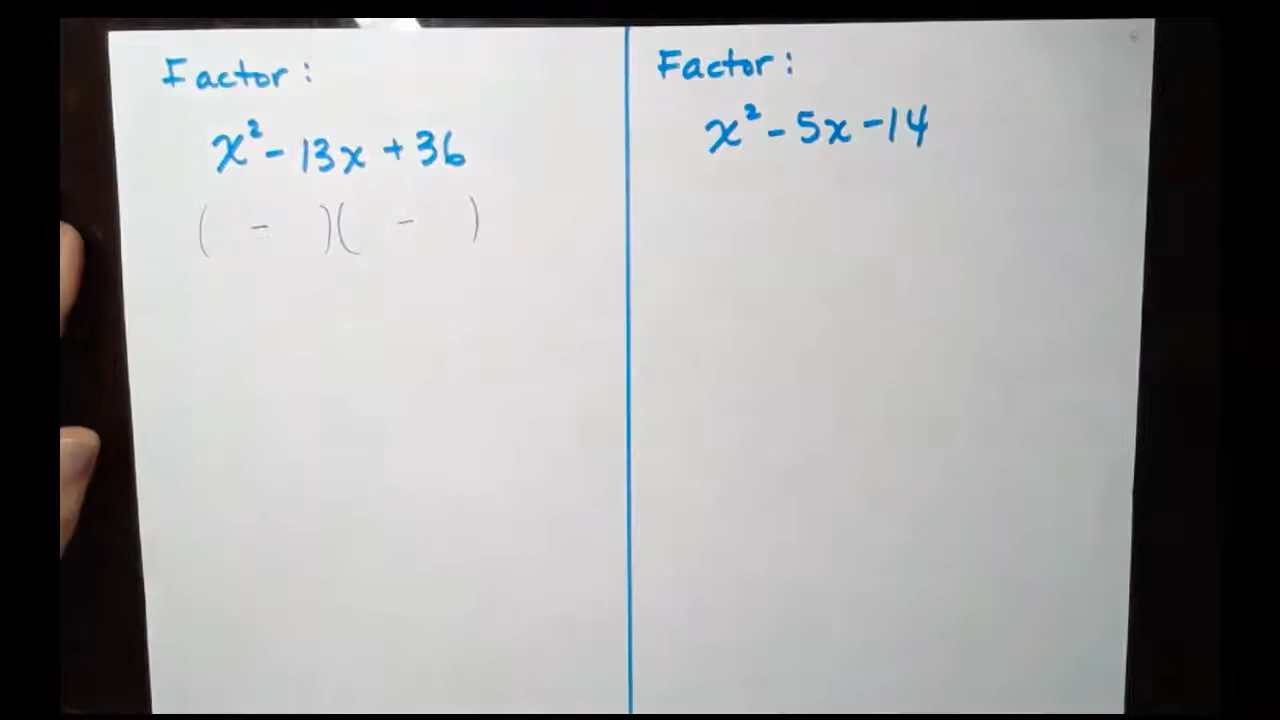 Factor:
x² - 13x + 36
( - )( - )
Factor:
x² - 5x - 14